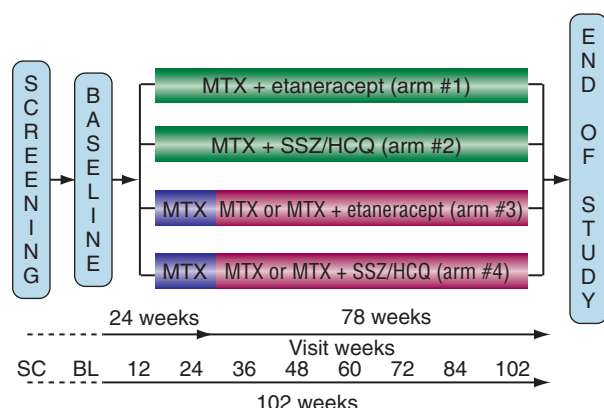 SCREENING
BASELINE
MTX + etaneracept (arm #1)
MTX + SSZ/HCQ (arm #2)
MTX MTX or MTX + etaneracept (arm #3)
MTX MTX or MTX + SSZ/HCQ (arm #4)
END OF STUDY
24 weeks 78 weeks
Visit weeks
SC BL 12 24 36 48 60 72 84 102
102 weeks